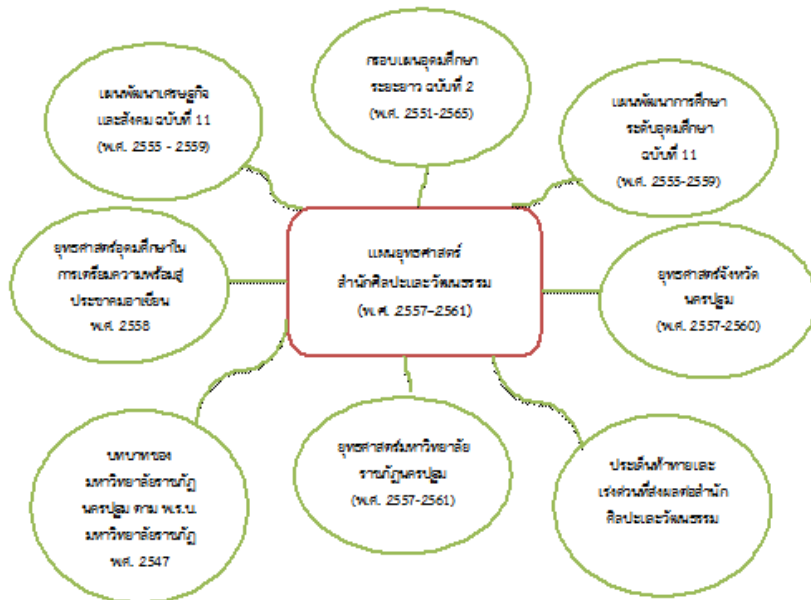 กรอบแผนอุดมศึกษา
ระยะยาว ฉบับที่ 2
(พ.ศ. 2551-2565)
แผนพัฒนาเศรษฐกิจ
และสังคม ฉบับที่ 11
(พ.ศ. 2555 - 2559)
แผนพัฒนาการศึกษา
ระดับอุดมศึกษา
ฉบับที่ 11
(พ.ศ. 2555-2559)
ยุทธศาสตร์อุดมศึกษาใน
การเตรียมความพร้อมสู่
ประชาคมอาเซียน
พ.ศ. 2558
แผนยุทธศาสตร์
สำนักศิลปะและวัฒนธรรม
(พ.ศ. 2557-2561)
ยุทธศาสตร์จังหวัด
นครปฐม
(พ.ศ. 2557-2560)
บทบาทของ
มหาวิทยาลัยราชภัฏ
นครปฐม ตาม พ.ร.บ.
มหาวิทยาลัยราชภัฏ
พศ. 2547
ยุทธศาสตร์มหาวิทยาลัย
ราชภัฏนครปฐม
(พ.ศ. 2557-2561)
ประเด็นท้าทายและ
เร่งด่วนที่ส่งผลต่อสำนัก
ศิลปะและวัฒนธรรม